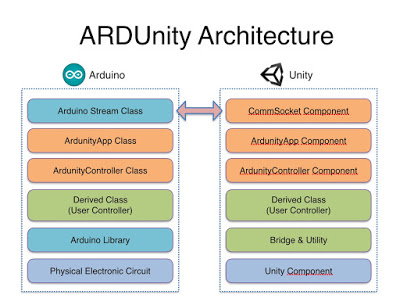 ARDUnity Architecture
Arduino
Unity
Arduino Stream Class
CommSocket Component
ArdunityApp Class
ArdunityApp Component
ArdunityController Class
ArdunityController Component
Derived Class
(User Controller)
Derived Class
(User Controller)
Arduino Library
Bridge & Utility
Physical Electronic Circuit
Unity Component